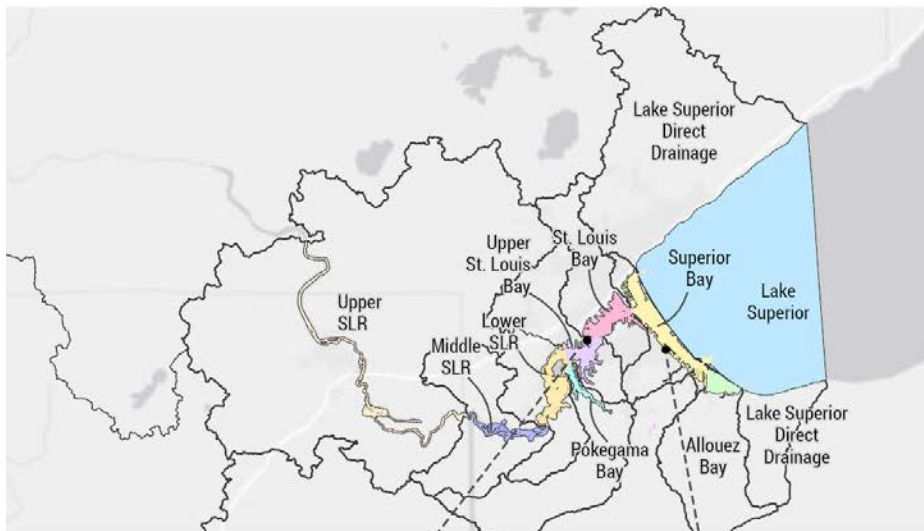 Lake Superior
Direct
Drainage
Upper
St. Louis
Bay
St. Louis
Bay
Superior
Bay
Lake
Superior
Upper
SLR
Lower
SLR
Middle
SLR
Pokegama
Bay
Allouez
Bay
Lake Superior
Direct
Drainage